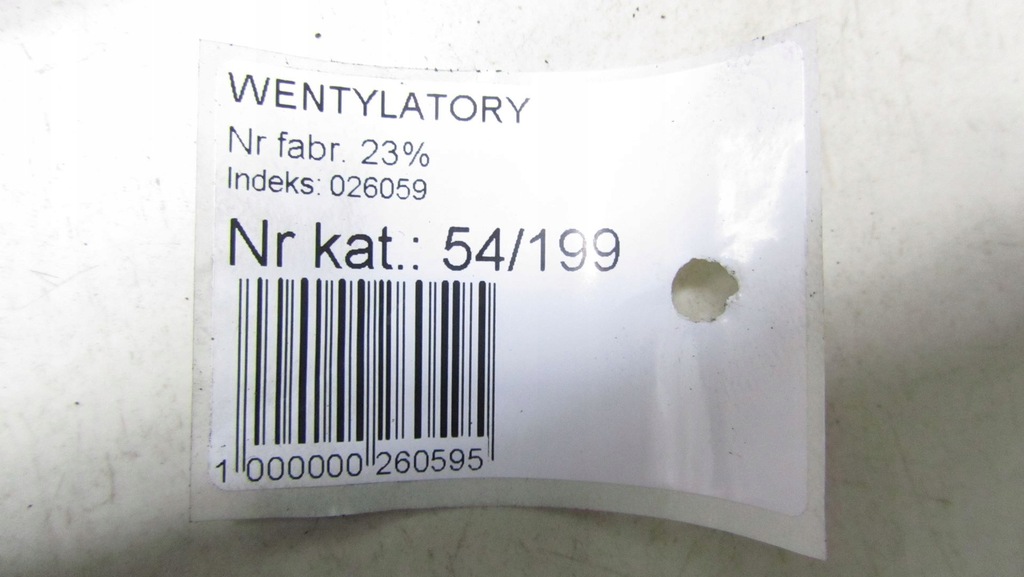 WENTYLATORY
Nr fabr. 23%
Indeks: 026059
Nr kat.: 54/199
1 000000 260595